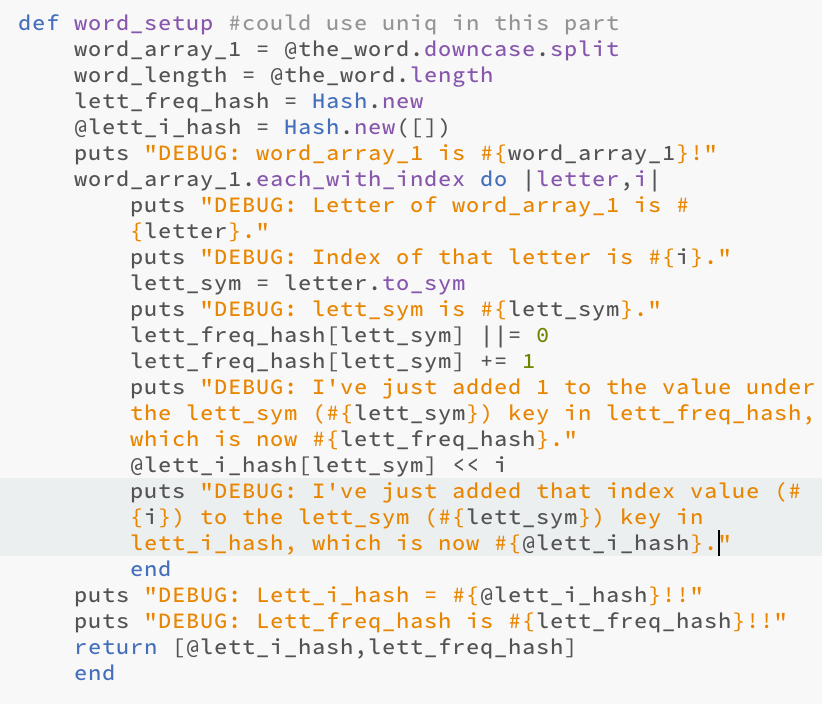 def word_setup #could use uniq in this part
    word_array_1 = @the_word.downcase.split
    word_length = @the_word.length
    lett_freq_hash = Hash.new
    @lett_i_hash = Hash.new([])
    puts "DEBUG: word_array_1 is #{word_array_1}!"
    word_array_1.each_with_index do |letter,i|
        puts "DEBUG: Letter of word_array_1 is #
        {letter}."
        puts "DEBUG: Index of that letter is #{i}."
        lett_sym = letter.to_sym
        puts "DEBUG: lett_sym is #{lett_sym}."
        lett_freq_hash[lett_sym] ||= 0
        lett_freq_hash[lett_sym] += 1
        puts "DEBUG: I've just added 1 to the value under
        the lett_sym (#{lett_sym}) key in lett_freq_hash,
        which is now #{lett_freq_hash}."
        @lett_i_hash[lett_sym] << i
        puts "DEBUG: I've just added that index value (#
        {i}) to the lett_sym (#{lett_sym}) key in
        lett_i_hash, which is now #{@lett_i_hash}."
        end
    puts "DEBUG: Lett_i_hash = #{@lett_i_hash}!!"
    puts "DEBUG: Lett_freq_hash is #{lett_freq_hash}!!"
    return [@lett_i_hash,lett_freq_hash]
    end